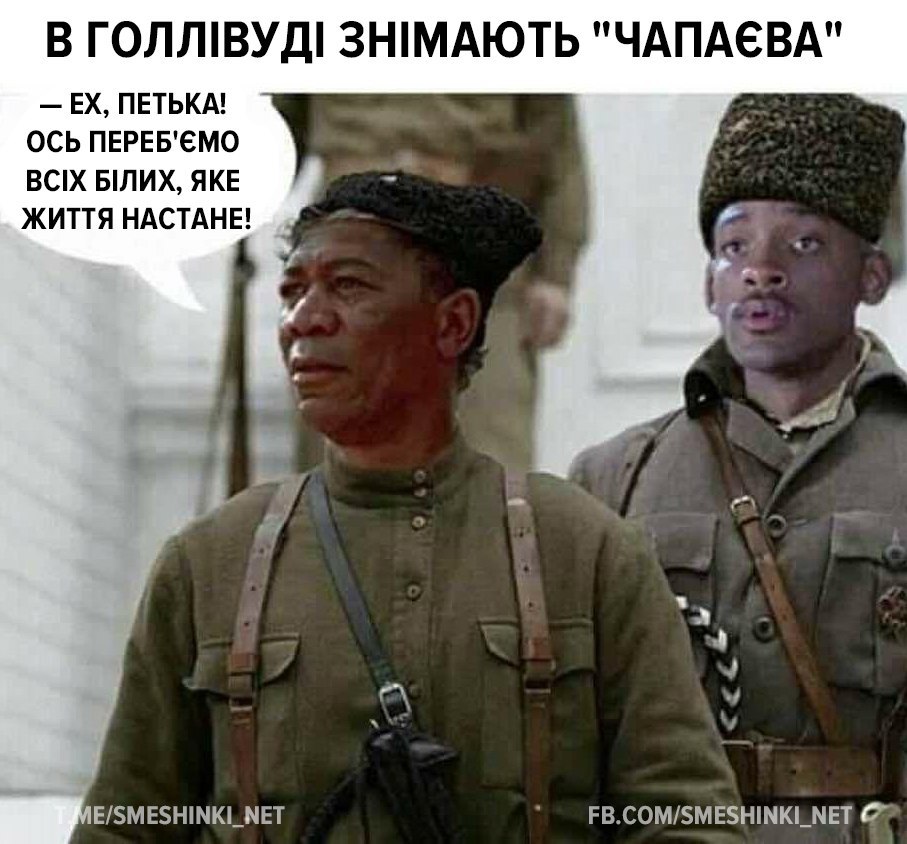 В ГОЛЛІВУДІ ЗНІМАЮТЬ "ЧАПАЄВА"
— ЕХ, ПЕТЬКА!
ОСЬ ПЕРЕБ'ЄМО
ВСІХ БІЛИХ, ЯКЕ
ЖИТТЯ НАСТАНЕ!
T.ME/SMESHINKI_NET
FB.COM/SMESHINKI_NET